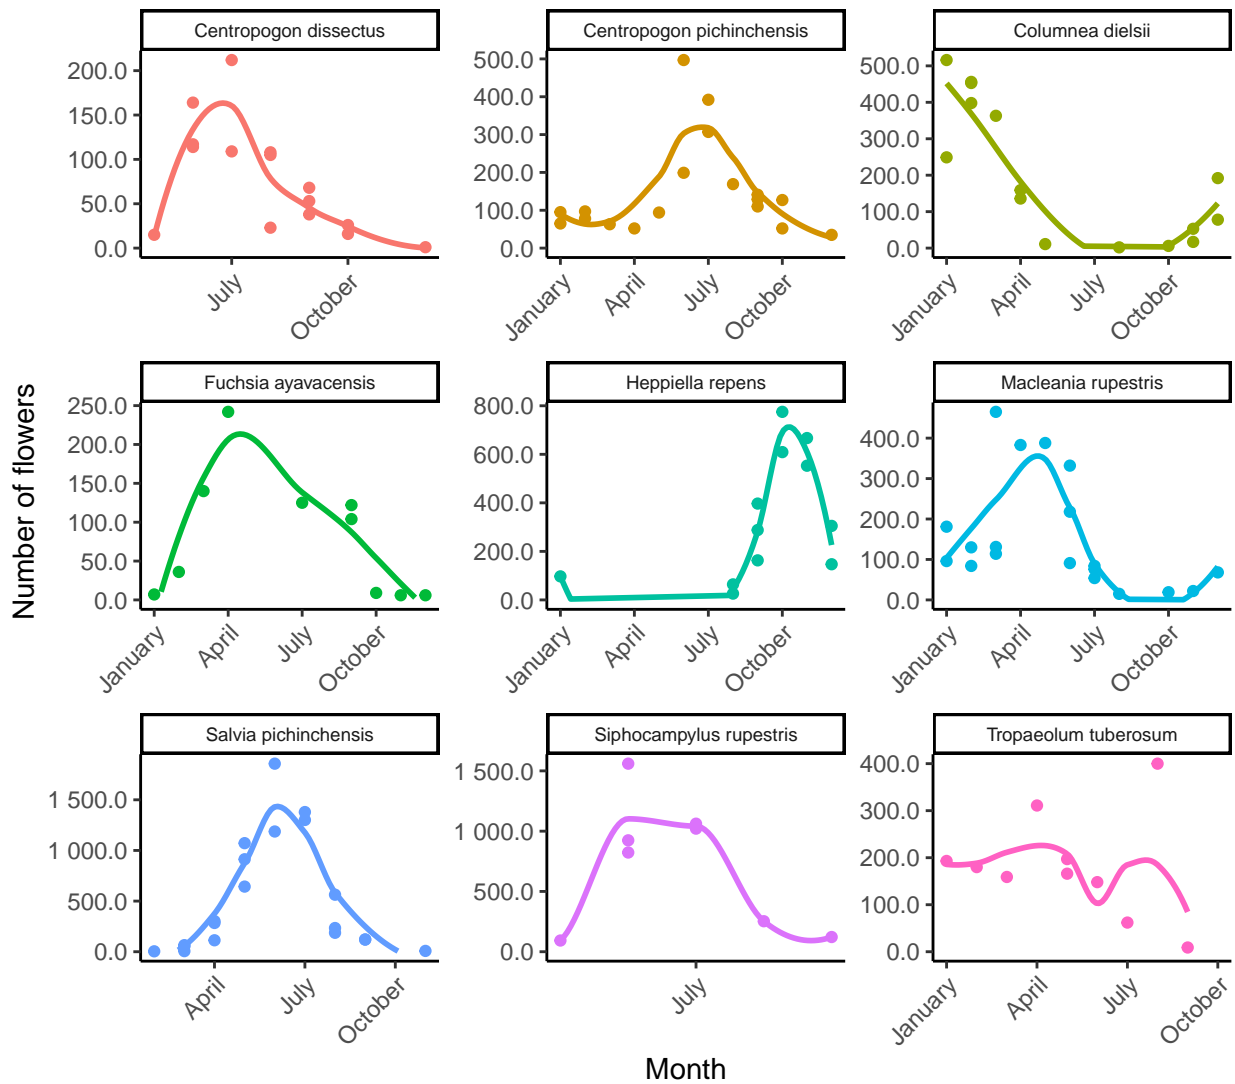 Centropogon dissectus
Centropogon pichinchensis
Columnea dielsii
200.0
150.0
100.0
50.0
0.0
July
October
500.0
400.0
300.0
200.0
100.0
0.0
January
April
July
October
500.0
400.0
300.0
200.0
100.0
0.0
January
April
July
October
Number of flowers
Fuchsia ayavacensis
Heppiella repens
Macleania rupestris
250.0
200.0
150.0
100.0
50.0
0.0
January
April
July
October
800.0
600.0
400.0
200.0
0.0
January
April
July
October
400.0
300.0
200.0
100.0
0.0
January
April
July
October
Salvia pichinchensis
Siphocampylus rupestris
Tropaeolum tuberosum
1 500.0
1 000.0
500.0
0.0
April
July
October
1 500.0
1 000.0
500.0
0.0
July
400.0
300.0
200.0
100.0
0.0
January
April
July
October
Month